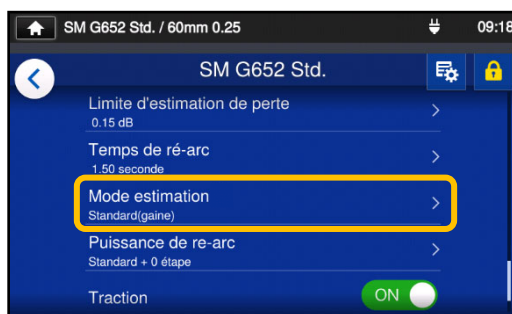 SM G652 Std. / 60mm 0.25 09:18
SM G652 Std.
Limite d'estimation de perte
0.15 dB
Temps de ré-arc
1.50 seconde
Mode estimation
Standard(gaine)
Puissance de re-arc
Standard + 0 étape
Traction ON